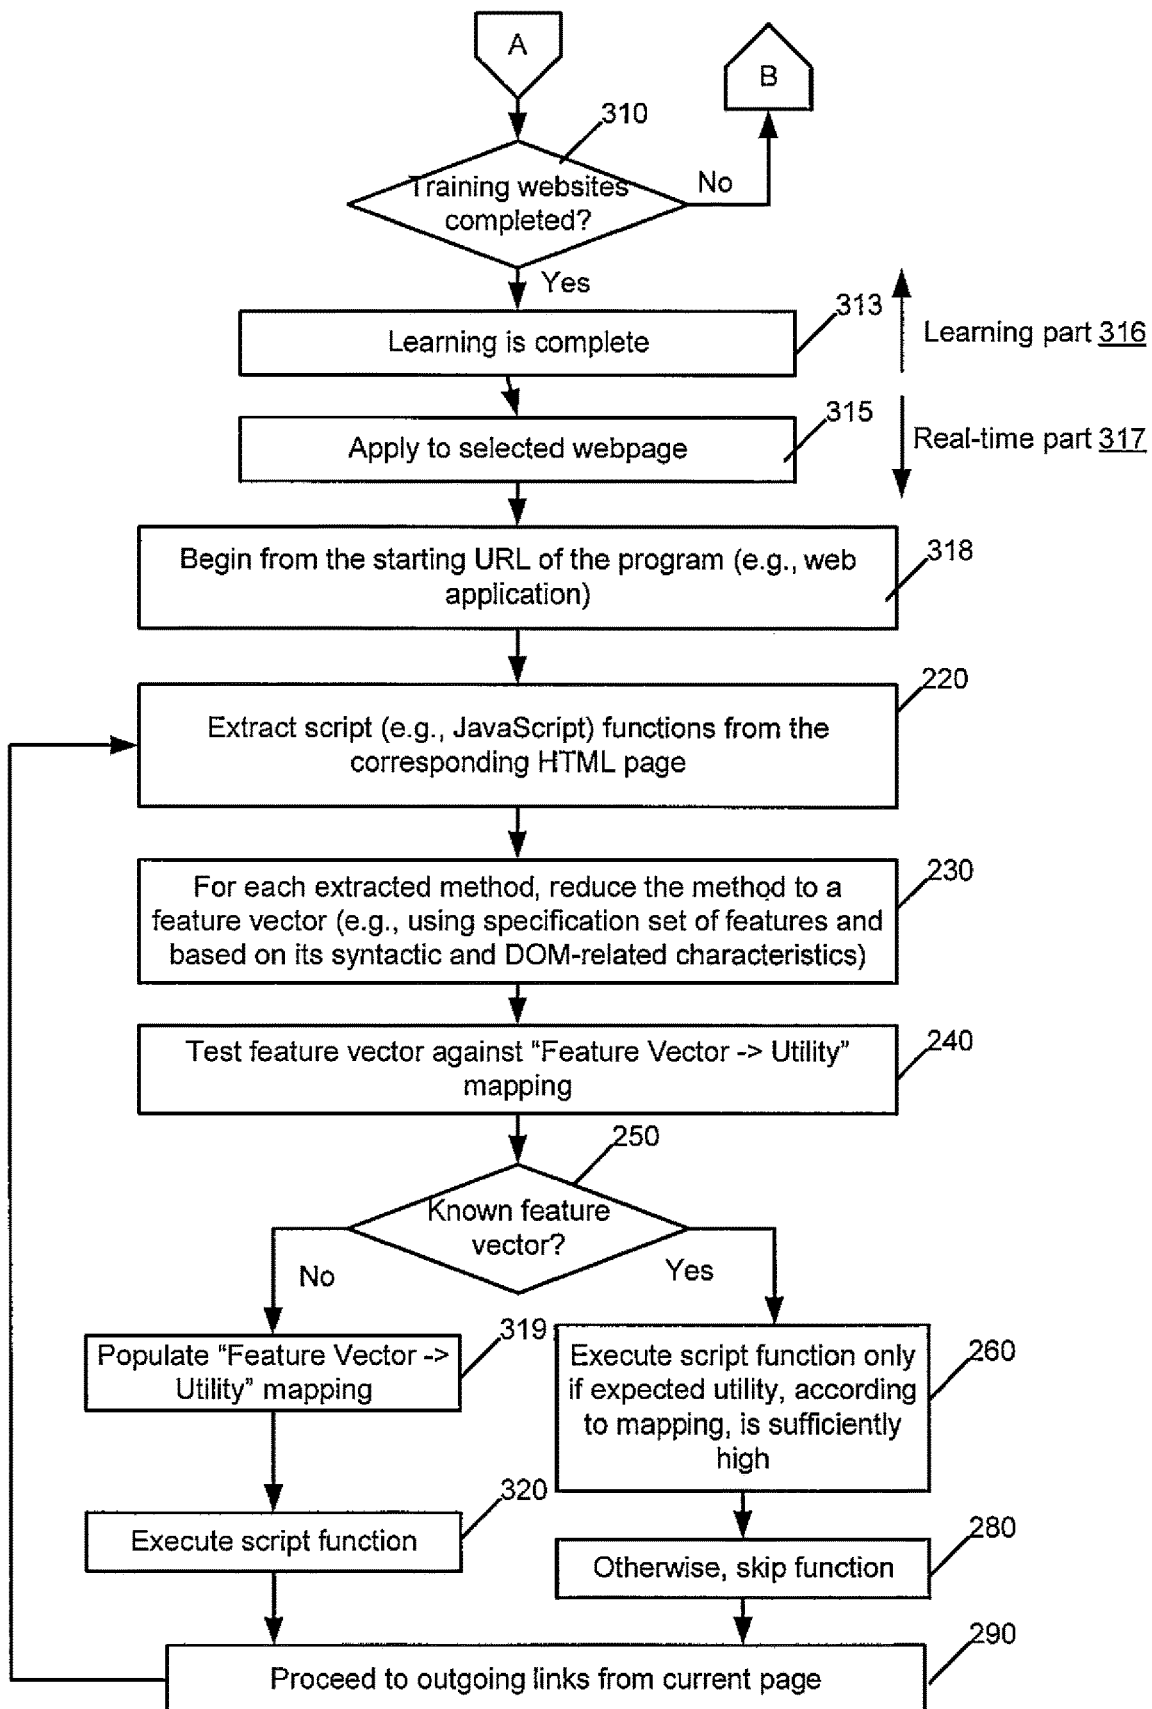 A
B
310
Training websites
completed?
No
Yes
313
Learning is complete
Learning part 316
315
Apply to selected webpage
Real-time part 317
318
Begin from the starting URL of the program (e.g., web
application)
220
Extract script (e.g., JavaScript) functions from the
corresponding HTML page
230
For each extracted method, reduce the method to a
feature vector (e.g., using specification set of features and
based on its syntactic and DOM-related characteristics)
240
Test feature vector against “Feature Vector -> Utility”
mapping
250
Known feature
vector?
No
Yes
319
Populate “Feature Vector ->
Utility” mapping
260
Execute script function only
if expected utility, according
to mapping, is sufficiently
high
320
Execute script function
280
Otherwise, skip function
290
Proceed to outgoing links from current page